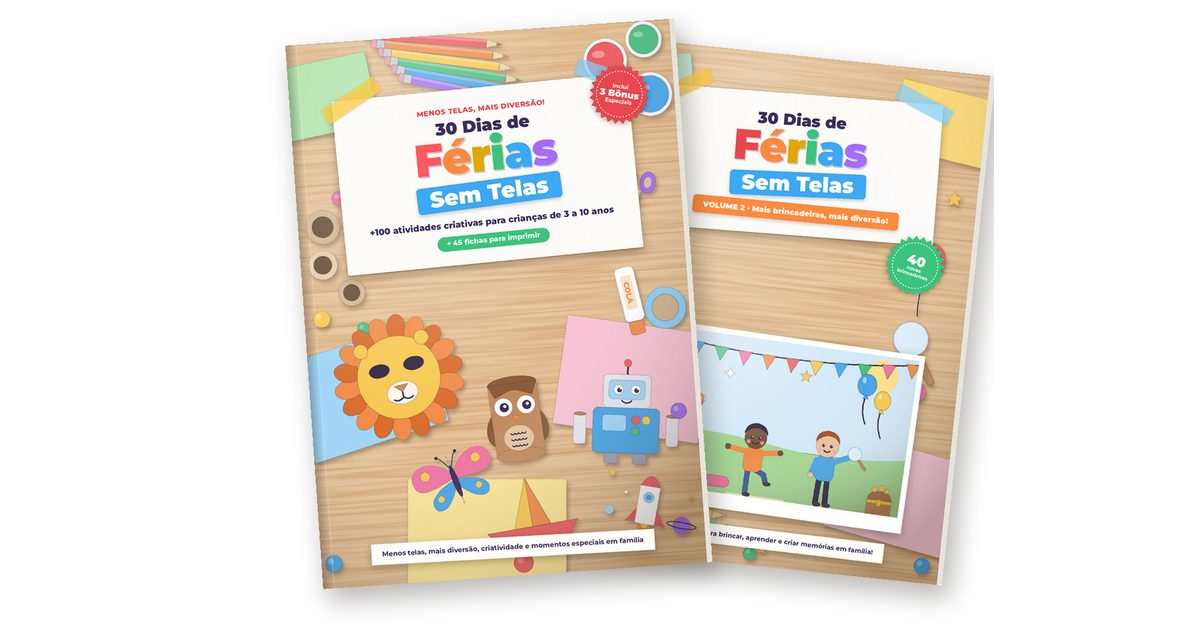 MENOS TELAS, MAIS DIVERSÃO!
30 Dias de
Férias
Sem Telas
+100 atividades criativas para crianças de 3 a 10 anos
+ 45 fichas para imprimir
Inclui
3 Bônus
Especiais
COLA
Menos telas, mais diversão, criatividade e momentos especiais em família
30 Dias de
Férias
Sem Telas
VOLUME 2 - Mais brincadeiras, mais diversão!
40
novas
brincadeiras
brincar, aprender e criar memórias em família!